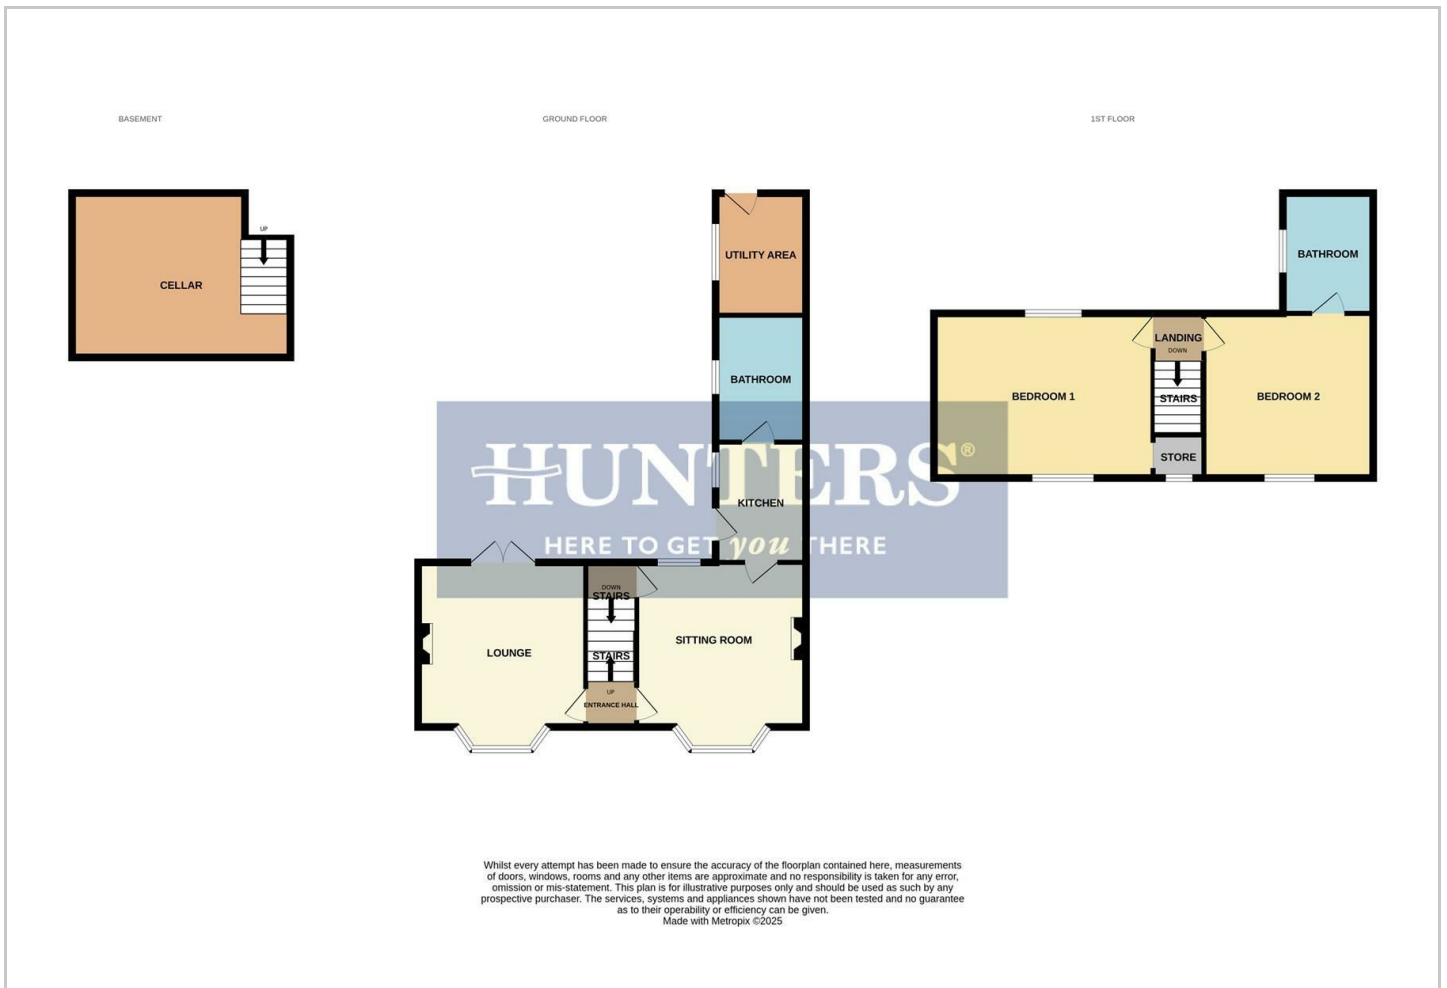 BASEMENT
GROUND FLOOR
1ST FLOOR
UP
CELLAR
UTILITY AREA
BATHROOM
KITCHEN
DOWN
STAIRS
STAIRS
UP
ENTRANCE HALL
LOUNGE
SITTING ROOM
BATHROOM
LANDING
DOWN
STAIRS
BEDROOM 1
BEDROOM 2
STORE
HUNTERS®
HERE TO GET you THERE
Whilst every attempt has been made to ensure the accuracy of the floorplan contained here, measurements
of doors, windows, rooms and any other items are approximate and no responsibility is taken for any error,
omission or mis-statement. This plan is for illustrative purposes only and should be used as such by any
prospective purchaser. The services, systems and appliances shown have not been tested and no guarantee
as to their operability or efficiency can be given.
Made with Metropix ©2025